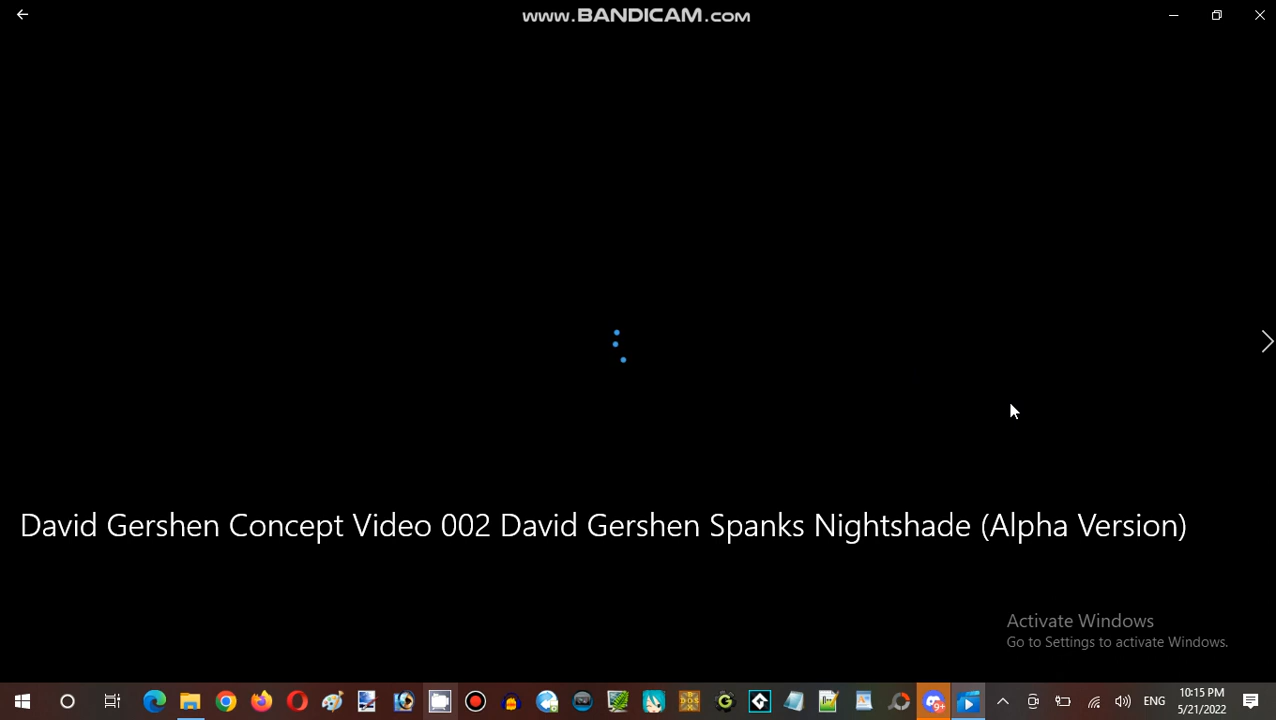 www.BANDICAM.com
David Gershen Concept Video 002 David Gershen Spanks Nightshade (Alpha Version)
Activate Windows
Go to Settings to activate Windows.
9+
ENG
10:15 PM
5/21/2022